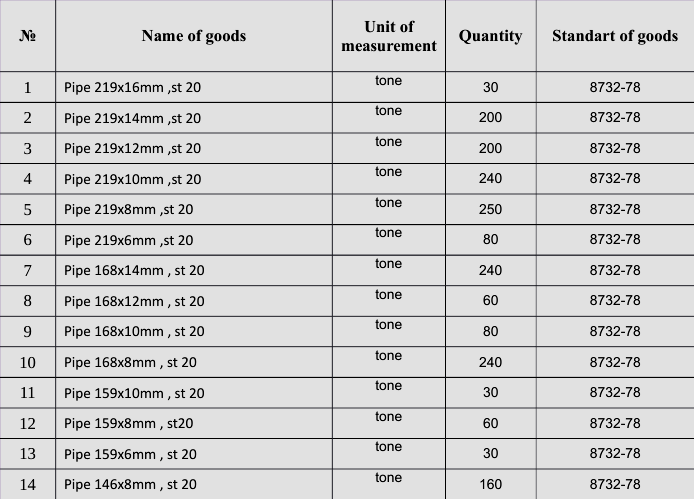 № Name of goods Unit of measurement Quantity Standart of goods
1 Pipe 219x16mm ,st 20 tone 30 8732-78
2 Pipe 219x14mm ,st 20 tone 200 8732-78
3 Pipe 219x12mm ,st 20 tone 200 8732-78
4 Pipe 219x10mm ,st 20 tone 240 8732-78
5 Pipe 219x8mm ,st 20 tone 250 8732-78
6 Pipe 219x6mm ,st 20 tone 80 8732-78
7 Pipe 168x14mm , st 20 tone 240 8732-78
8 Pipe 168x12mm , st 20 tone 60 8732-78
9 Pipe 168x10mm , st 20 tone 80 8732-78
10 Pipe 168x8mm , st 20 tone 240 8732-78
11 Pipe 159x10mm , st 20 tone 30 8732-78
12 Pipe 159x8mm , st20 tone 60 8732-78
13 Pipe 159x6mm , st 20 tone 30 8732-78
14 Pipe 146x8mm , st 20 tone 160 8732-78